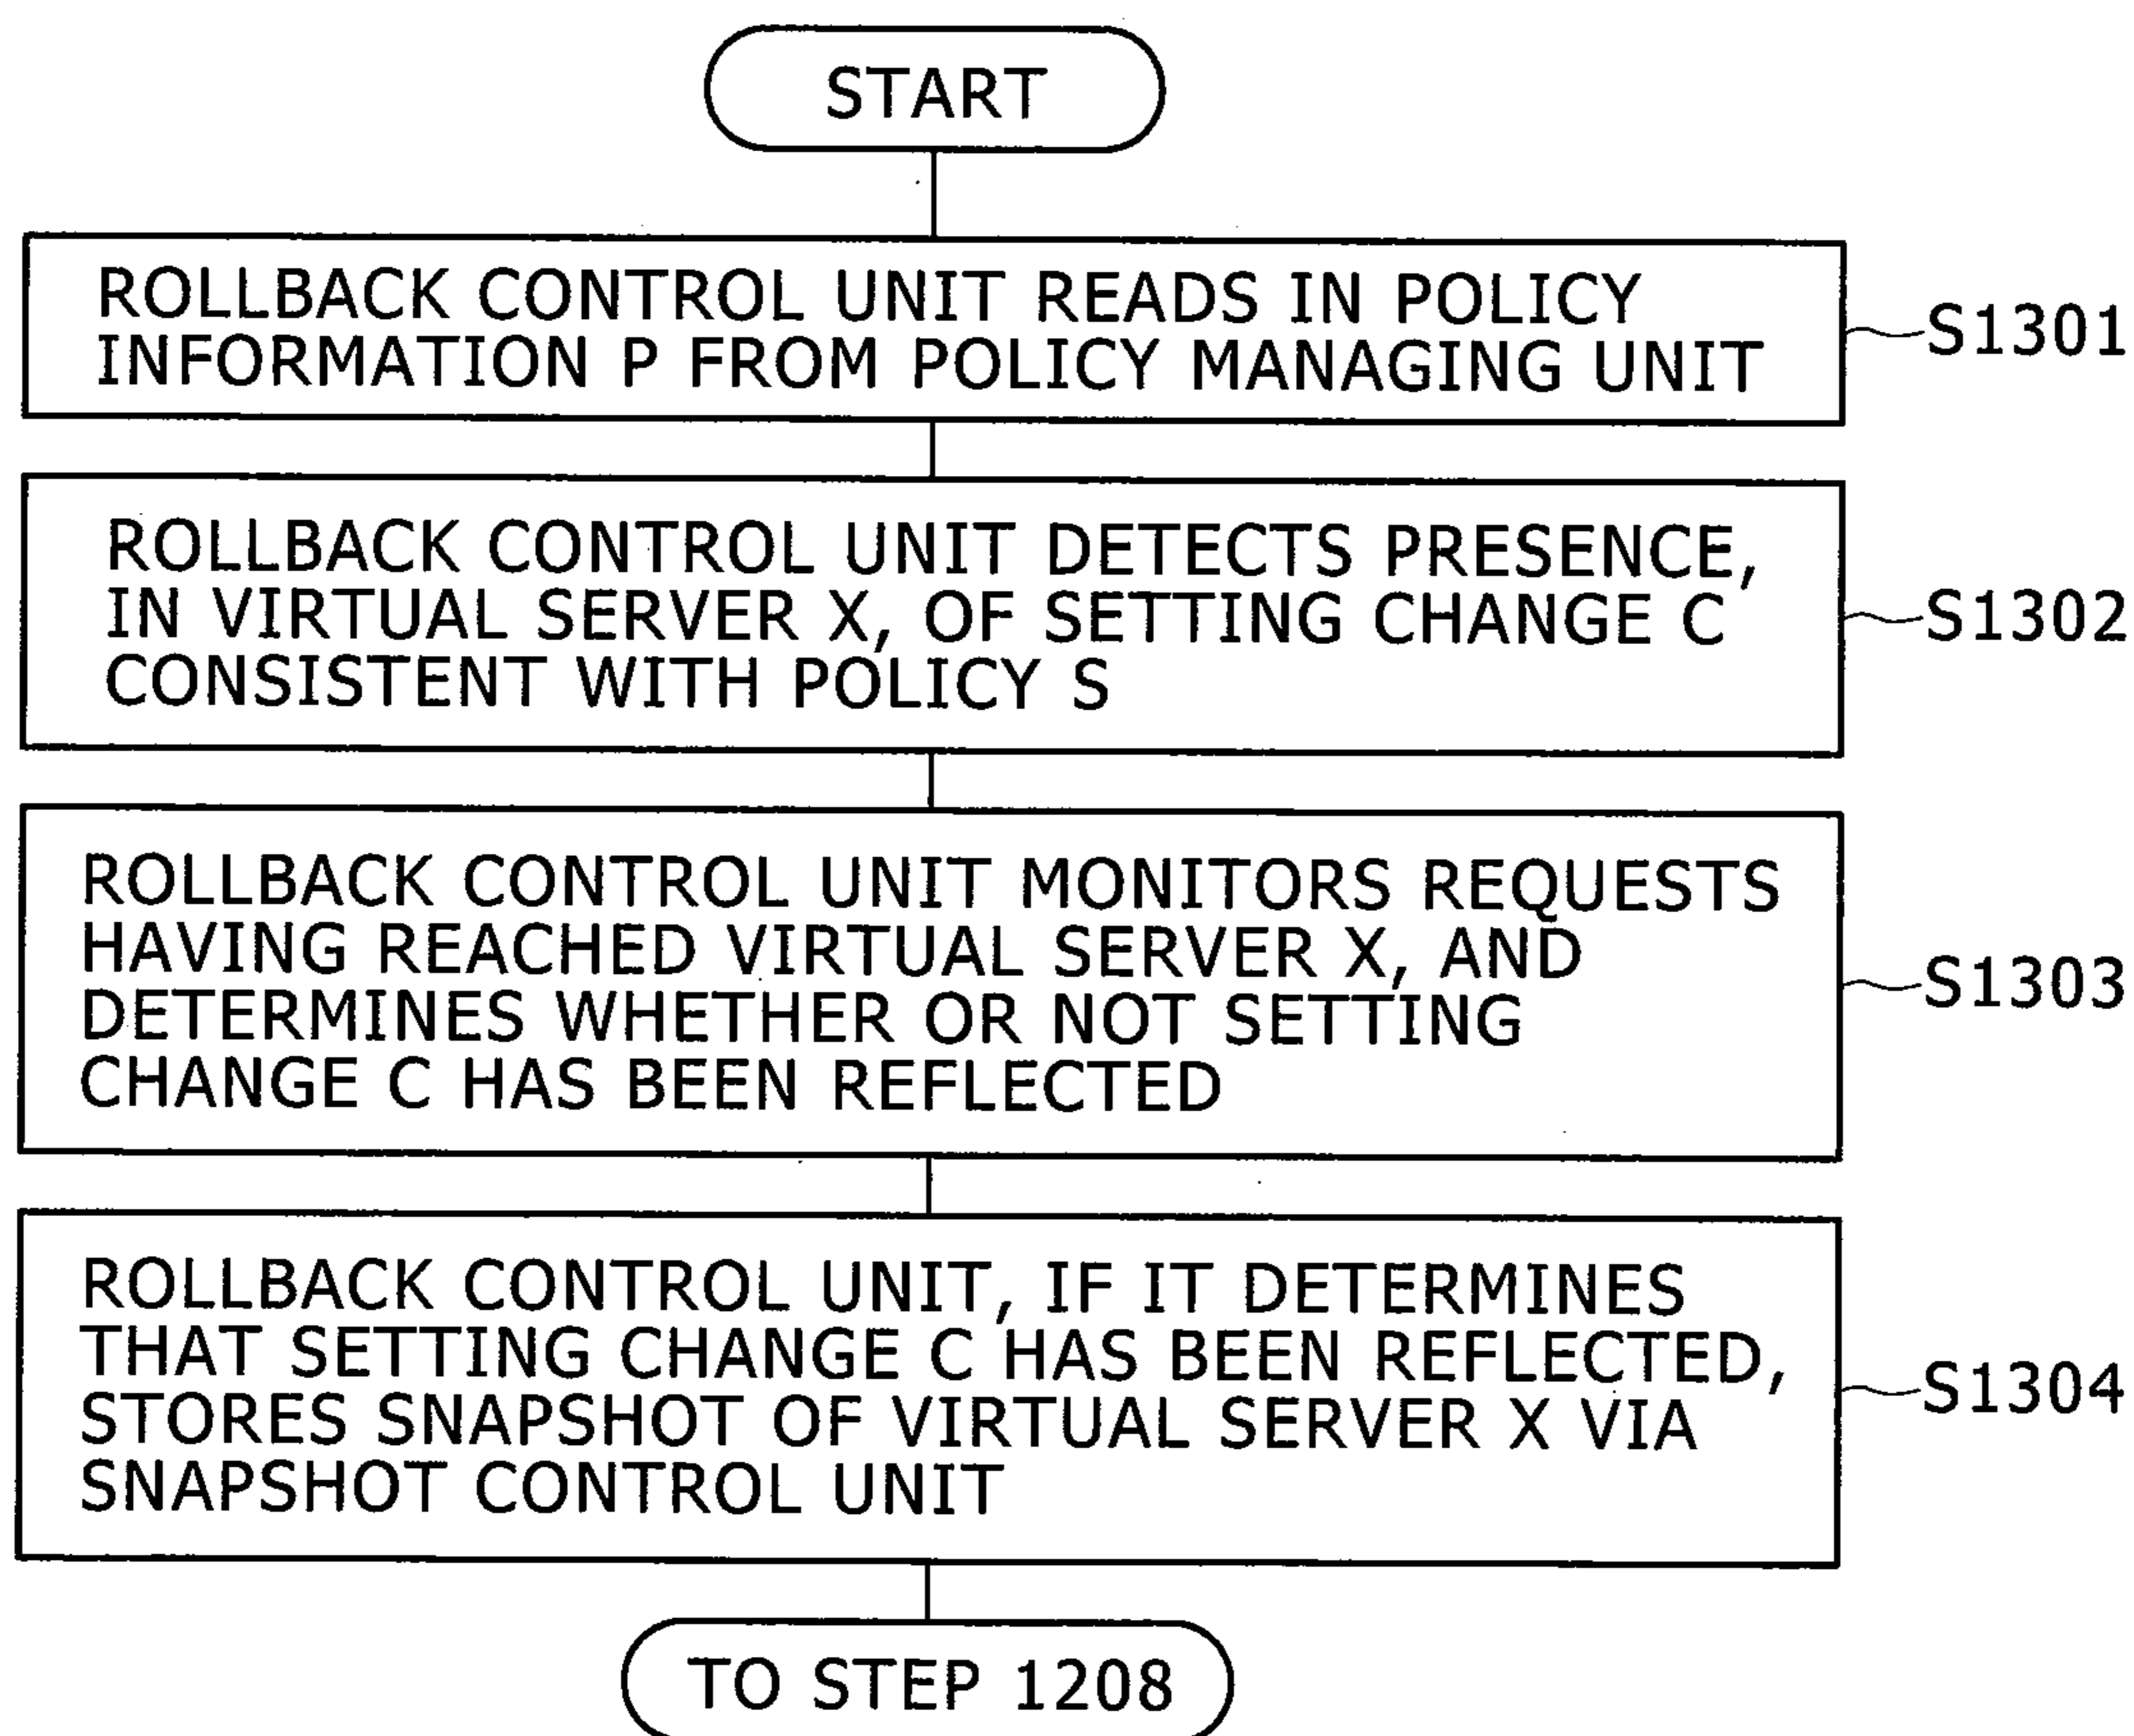 START
ROLLBACK CONTROL UNIT READS IN POLICY
INFORMATION P FROM POLICY MANAGING UNIT
S1301
ROLLBACK CONTROL UNIT DETECTS PRESENCE,
IN VIRTUAL SERVER X, OF SETTING CHANGE C
CONSISTENT WITH POLICY S
S1302
ROLLBACK CONTROL UNIT MONITORS REQUESTS
HAVING REACHED VIRTUAL SERVER X, AND
DETERMINES WHETHER OR NOT SETTING
CHANGE C HAS BEEN REFLECTED
S1303
ROLLBACK CONTROL UNIT, IF IT DETERMINES
THAT SETTING CHANGE C HAS BEEN REFLECTED,
STORES SNAPSHOT OF VIRTUAL SERVER X VIA
SNAPSHOT CONTROL UNIT
S1304
TO STEP 1208